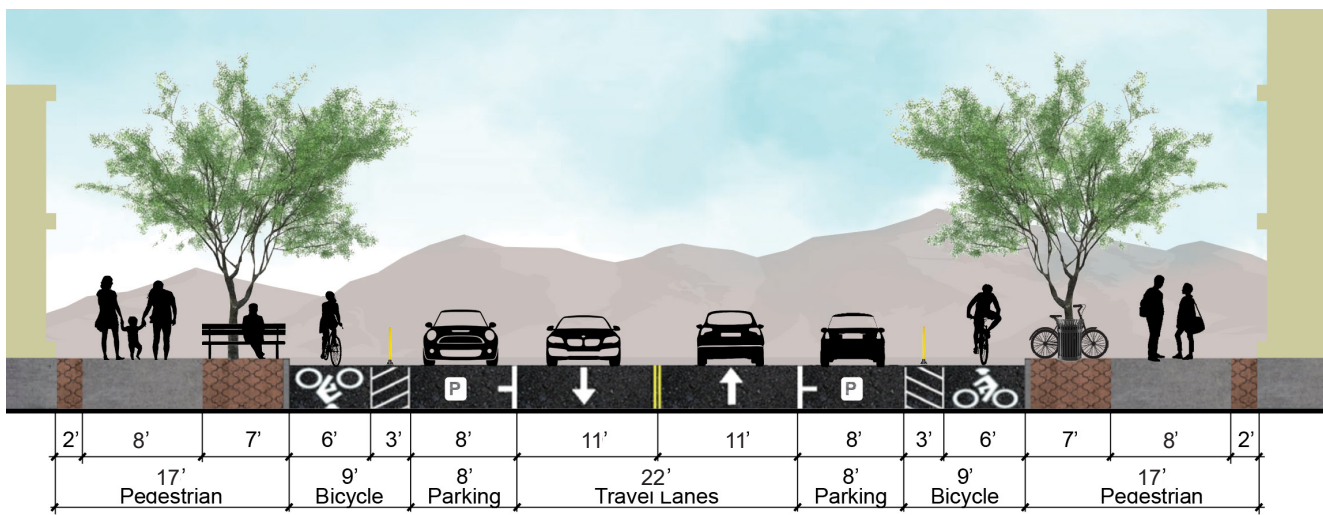 P
P
2' 8' 7' 6' 3' 8' 11' 11' 8' 3' 6' 7' 8' 2'
17' 9' 8' 22' 8' 9' 17'
Pedestrian Bicycle Parking Travel Lanes Parking Bicycle Pedestrian